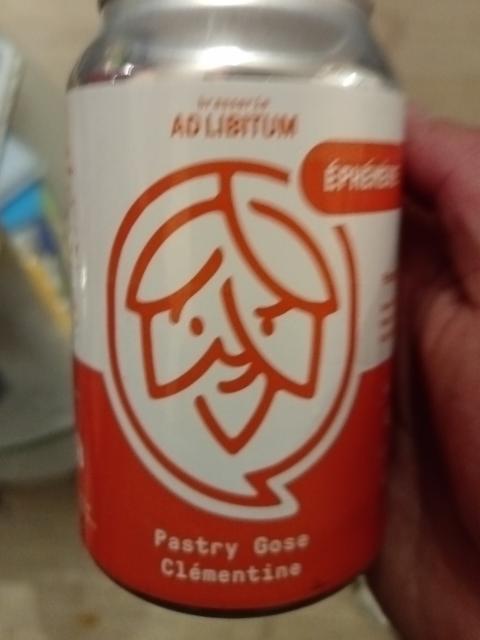 brasserie
AD LIBITUM
ÉPHÉMÈRE
Pastry Gose
Clémentine